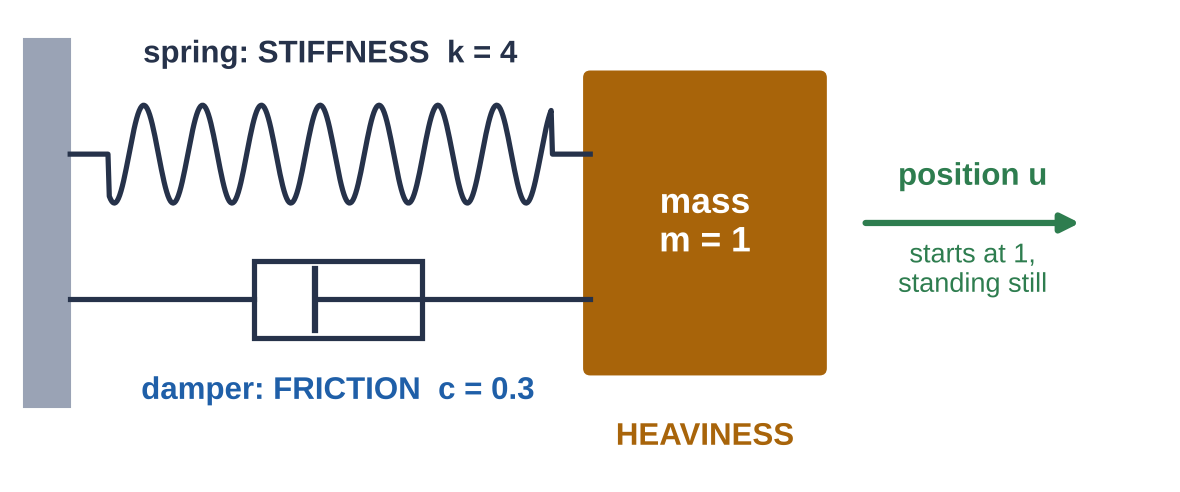 spring: STIFFNESS  k = 4
mass
m = 1
position u
starts at 1,
standing still
damper: FRICTION  c = 0.3
HEAVINESS